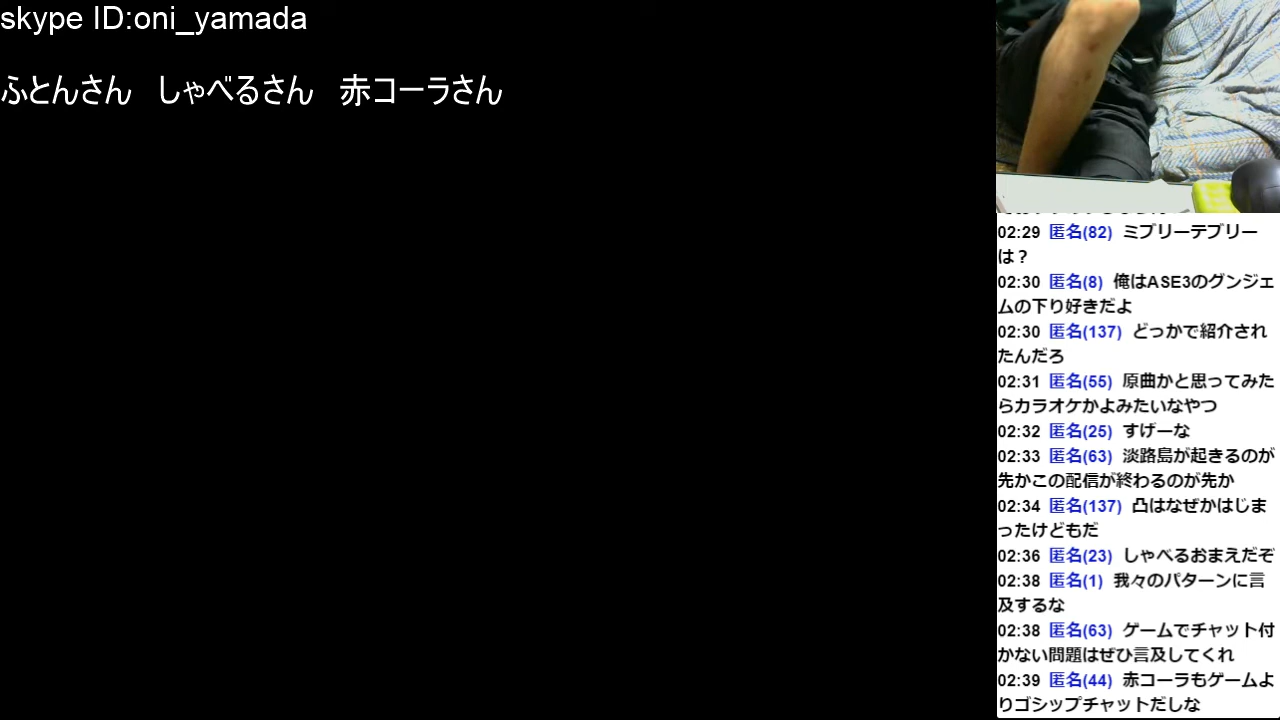 skype ID:oni_yamada
ふとんさん　しゃべるさん　赤コーラさん
02:29 匿名(82) ミブリーテブリー
は？
02:30 匿名(8) 俺はASE3のグンジェ
ムの下り好きだよ
02:30 匿名(137) どっかで紹介され
たんだろ
02:31 匿名(55) 原曲かと思ってみた
らカラオケかよみたいなやつ
02:32 匿名(25) すげーな
02:33 匿名(63) 淡路島が起きるのが
先かこの配信が終わるのが先か
02:34 匿名(137) 凸はなぜかはじま
ったけどもだ
02:36 匿名(23) しゃべるおまえだぞ
02:38 匿名(1) 我々のパターンに言
及するな
02:38 匿名(63) ゲームでチャット付
かない問題はぜひ言及してくれ
02:39 匿名(44) 赤コーラもゲームよ
りゴシップチャットだしな